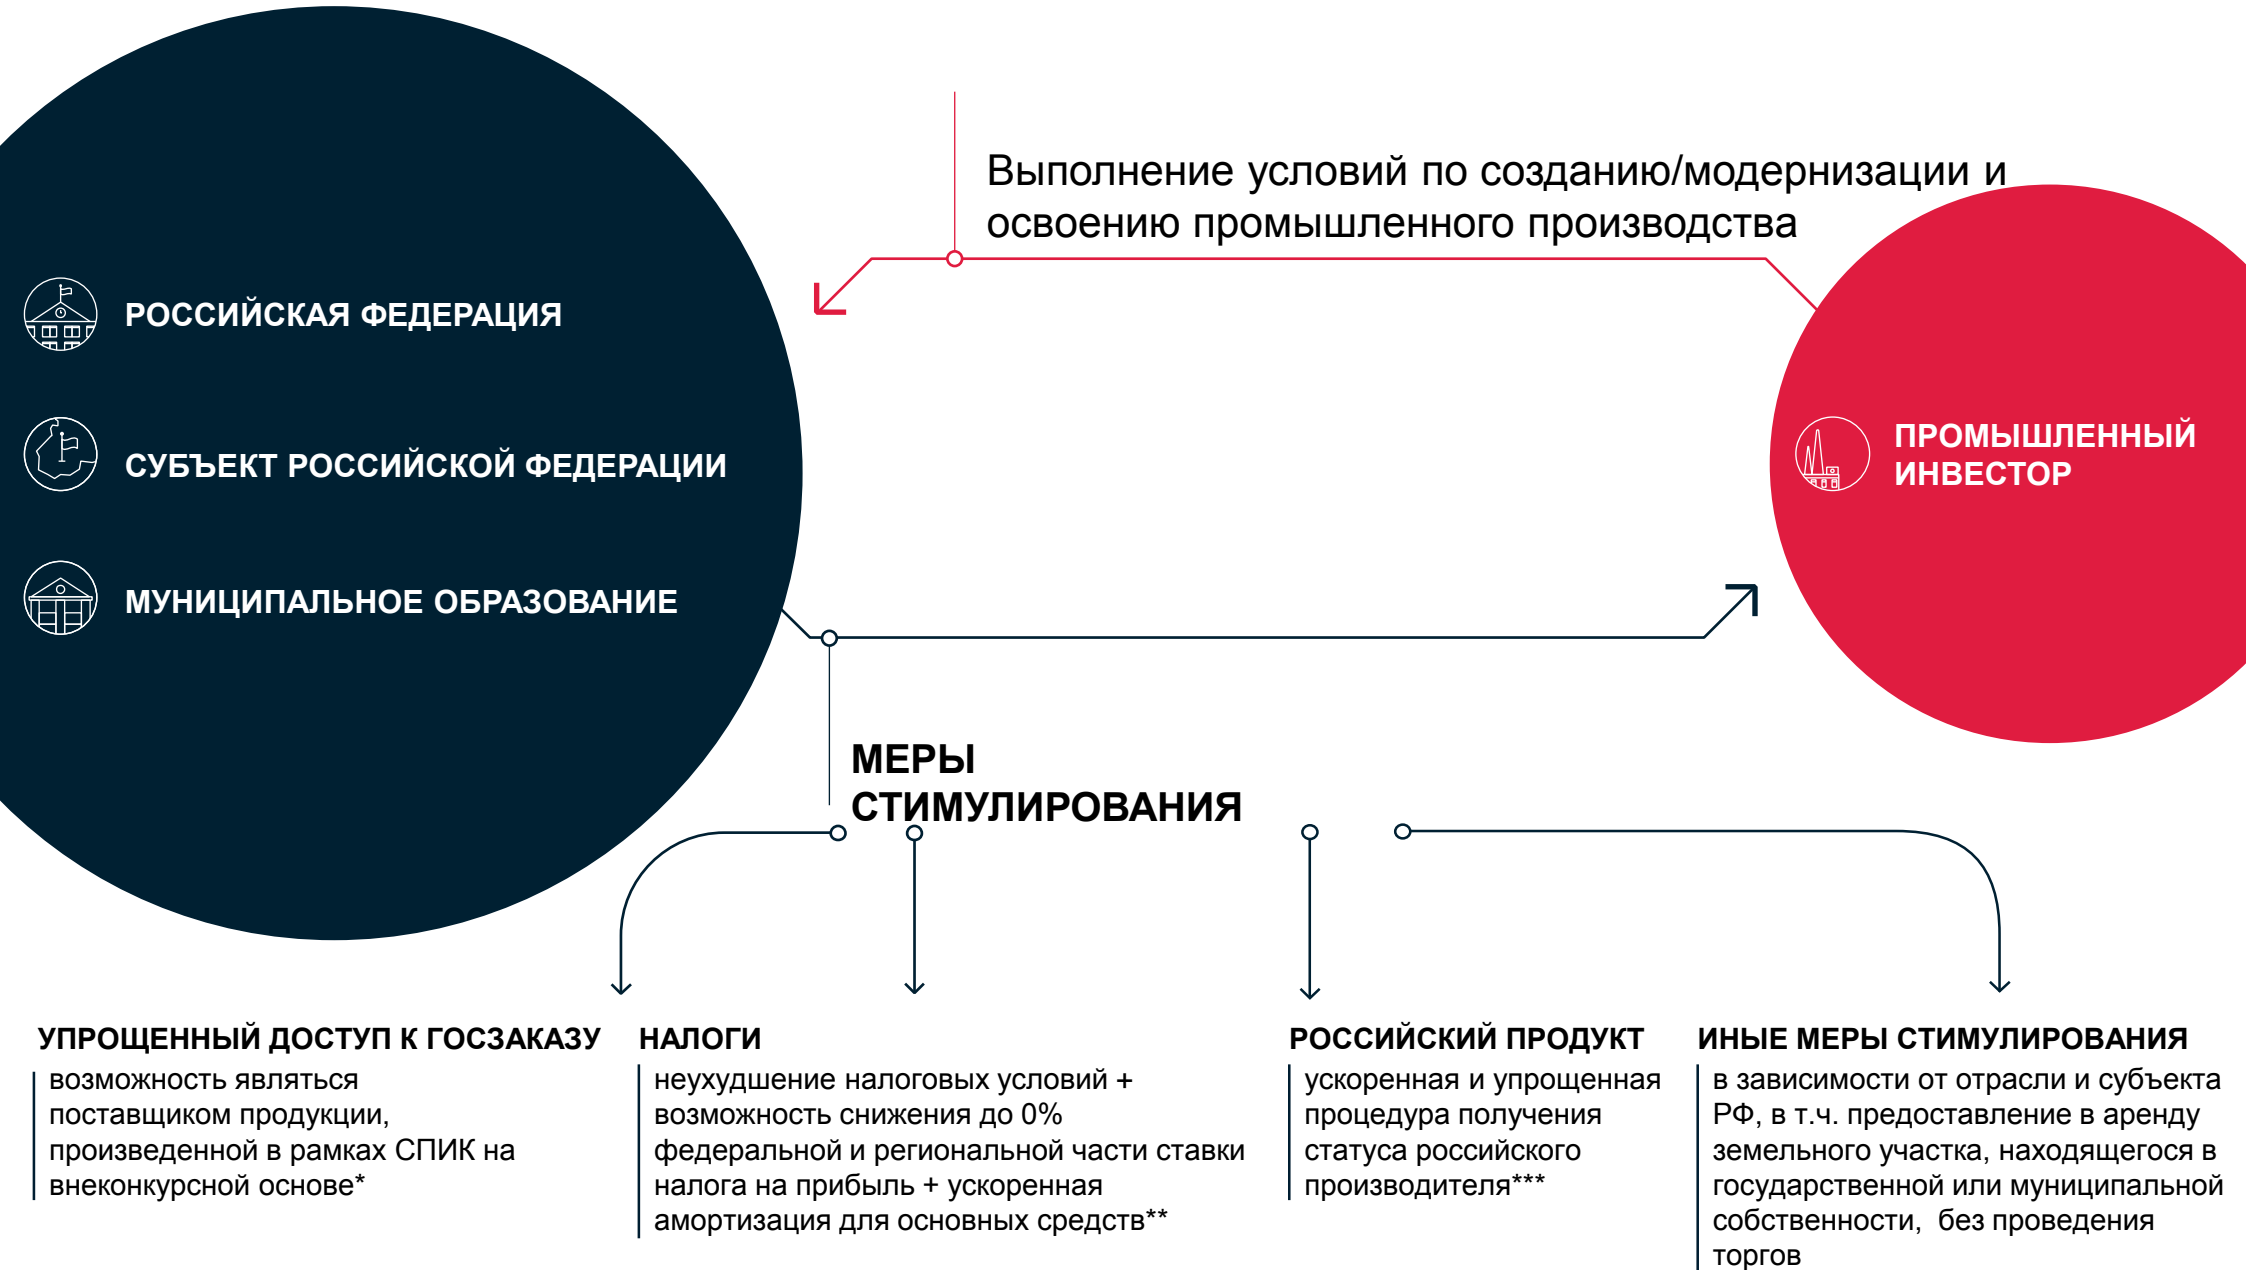 Выполнение условий по созданию/модернизации и
освоению промышленного производства
РОССИЙСКАЯ ФЕДЕРАЦИЯ
СУБЪЕКТ РОССИЙСКОЙ ФЕДЕРАЦИИ
МУНИЦИПАЛЬНОЕ ОБРАЗОВАНИЕ
ПРОМЫШЛЕННЫЙ
ИНВЕСТОР
МЕРЫ
СТИМУЛИРОВАНИЯ
УПРОЩЕННЫЙ ДОСТУП К ГОСЗАКАЗУ
возможность являться
поставщиком продукции,
произведенной в рамках СПИК на
внеконкурсной основе*
НАЛОГИ
неухудшение налоговых условий +
возможность снижения до 0%
федеральной и региональной части ставки
налога на прибыль + ускоренная
амортизация для основных средств**
РОССИЙСКИЙ ПРОДУКТ
ускоренная и упрощенная
процедура получения
статуса российского
производителя***
ИНЫЕ МЕРЫ СТИМУЛИРОВАНИЯ
в зависимости от отрасли и субъекта
РФ, в т.ч. предоставление в аренду
земельного участка, находящегося в
государственной или муниципальной
собственности,  без проведения
торгов